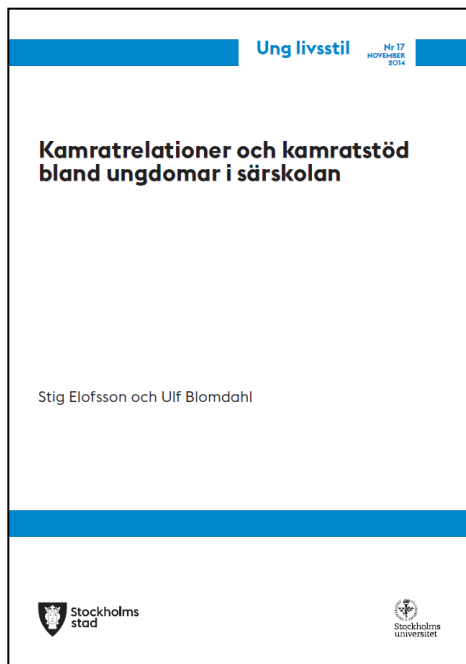 Ung livsstil
Nr 17
NOVEMBER
2014
Kamratrelationer och kamratstöd
bland ungdomar i särskolan
Stig Elofsson och Ulf Blomdahl
Stockholms
stad
Stockholms
universitet